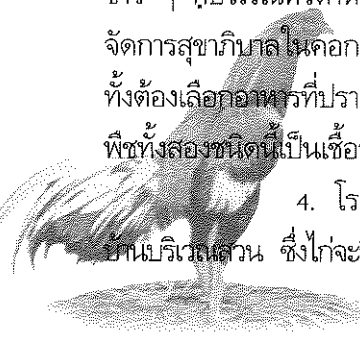 จัดการสุขาภิบาลในคอก
ทั้งต้องเลือกอาหารที่ปรา
พืชทั้งสองชนิดนี้เป็นเชื้อ
4. โร
บ้านบริเวณสวน ซึ่งไก่จะ